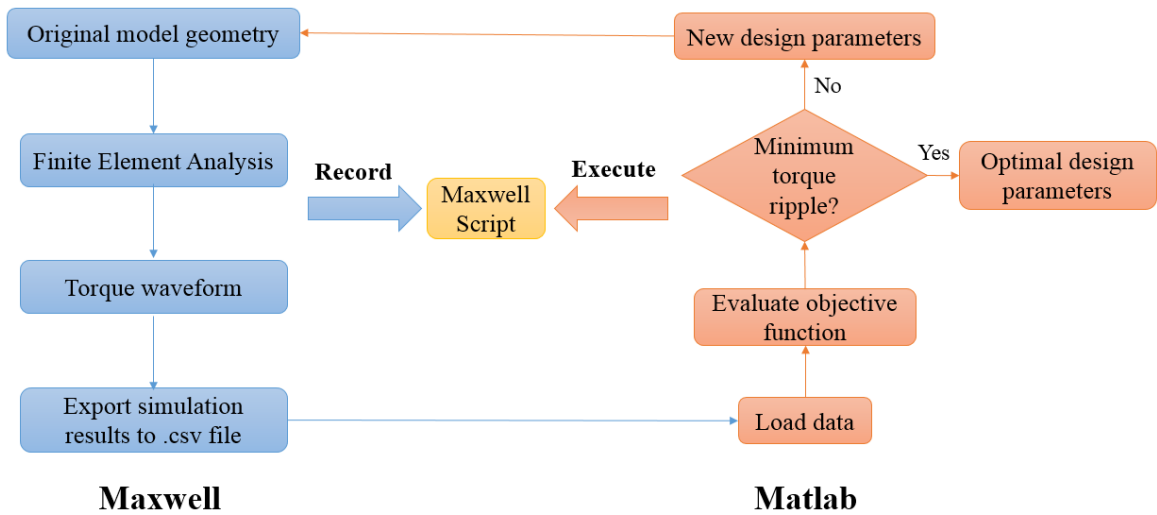 Original model geometry
New design parameters
No
Finite Element Analysis
Record
Execute
Maxwell
Script
Minimum
torque
ripple?
Yes
Optimal design
parameters
Torque waveform
Evaluate objective
function
Export simulation
results to .csv file
Load data
Maxwell
Matlab